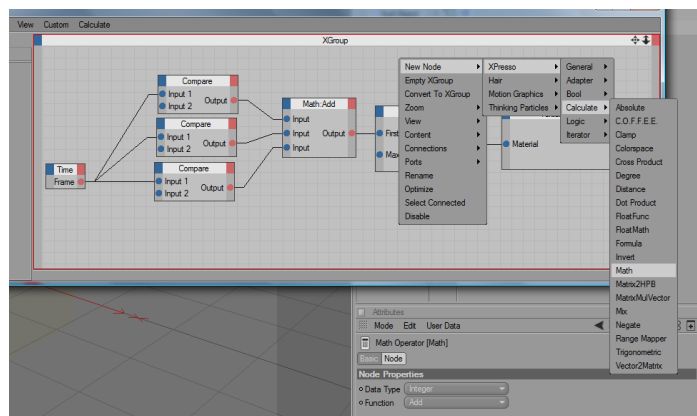 View Custom Calculate
XGroup
Compare
Input 1
Output
Input 2
Compare
Input 1
Output
Input 2
Compare
Input 1
Output
Input 2
Time
Frame
Math:Add
Input
Input Output
Input
First
Material
New Node
Empty XGroup
Convert To XGroup
Zoom
View
Content
Connections
Ports
Rename
Optimize
Select Connected
Disable
XPresso
Hair
Motion Graphics
Thinking Particles
General
Adapter
Bool
Calculate
Logic
Iterator
Absolute
C.O.F.F.E.E.
Clamp
Colorspace
Cross Product
Degree
Distance
Dot Product
FloatFunc
FloatMath
Formula
Invert
Math
Matrix2HPB
MatrixMulVector
Mix
Negate
Range Mapper
Trigonometric
Vector2Matrix
Attributes
Mode Edit User Data
Math Operator [Math]
Basic Node
Node Properties
Data Type Integer
Function Add